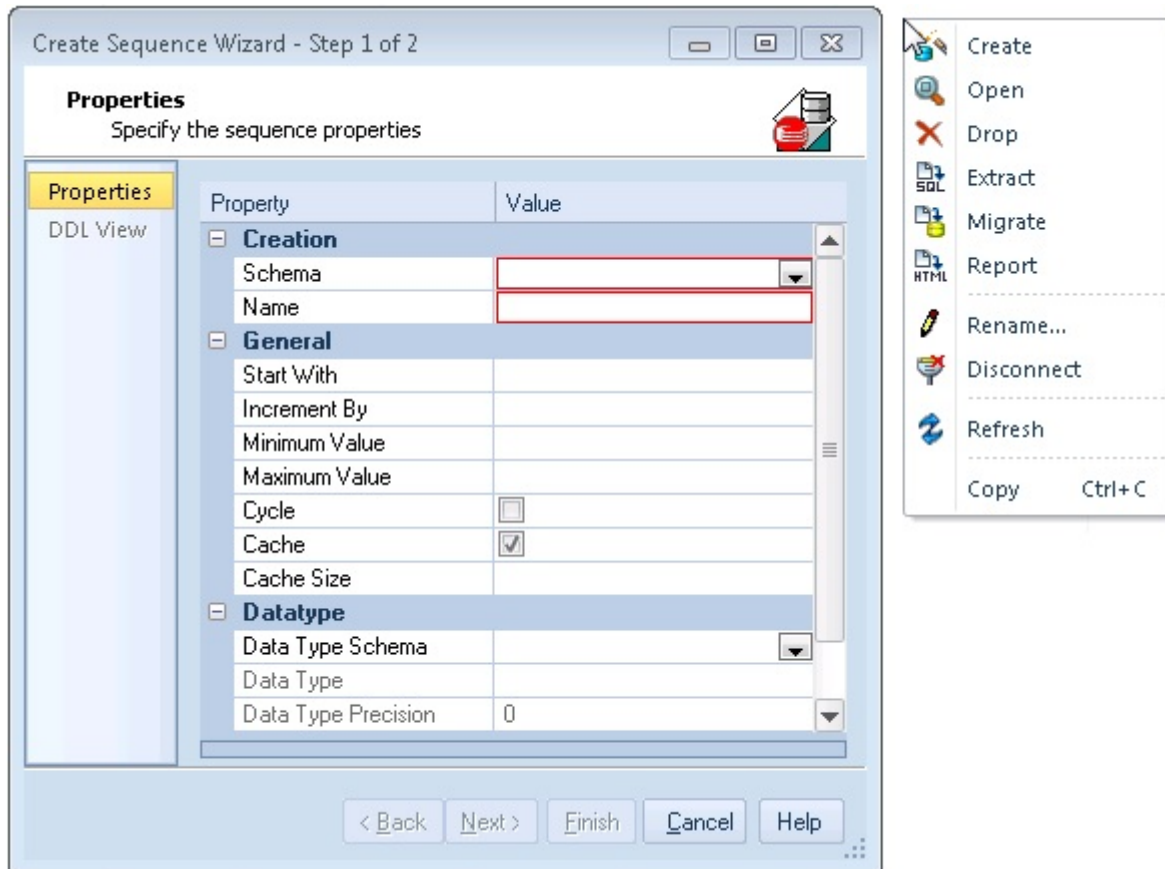 Create Sequence Wizard - Step 1 of 2
Properties
Specify the sequence properties
Properties
DDL View
Property Value
Creation
Schema
Name
General
Start With
Increment By
Minimum Value
Maximum Value
Cycle
Cache
Cache Size
Datatype
Data Type Schema
Data Type
Data Type Precision 0
< Back Next > Finish Cancel Help
Create
Open
Drop
SQL Extract
Migrate
HTML Report
Rename...
Disconnect
Refresh
Copy Ctrl+C